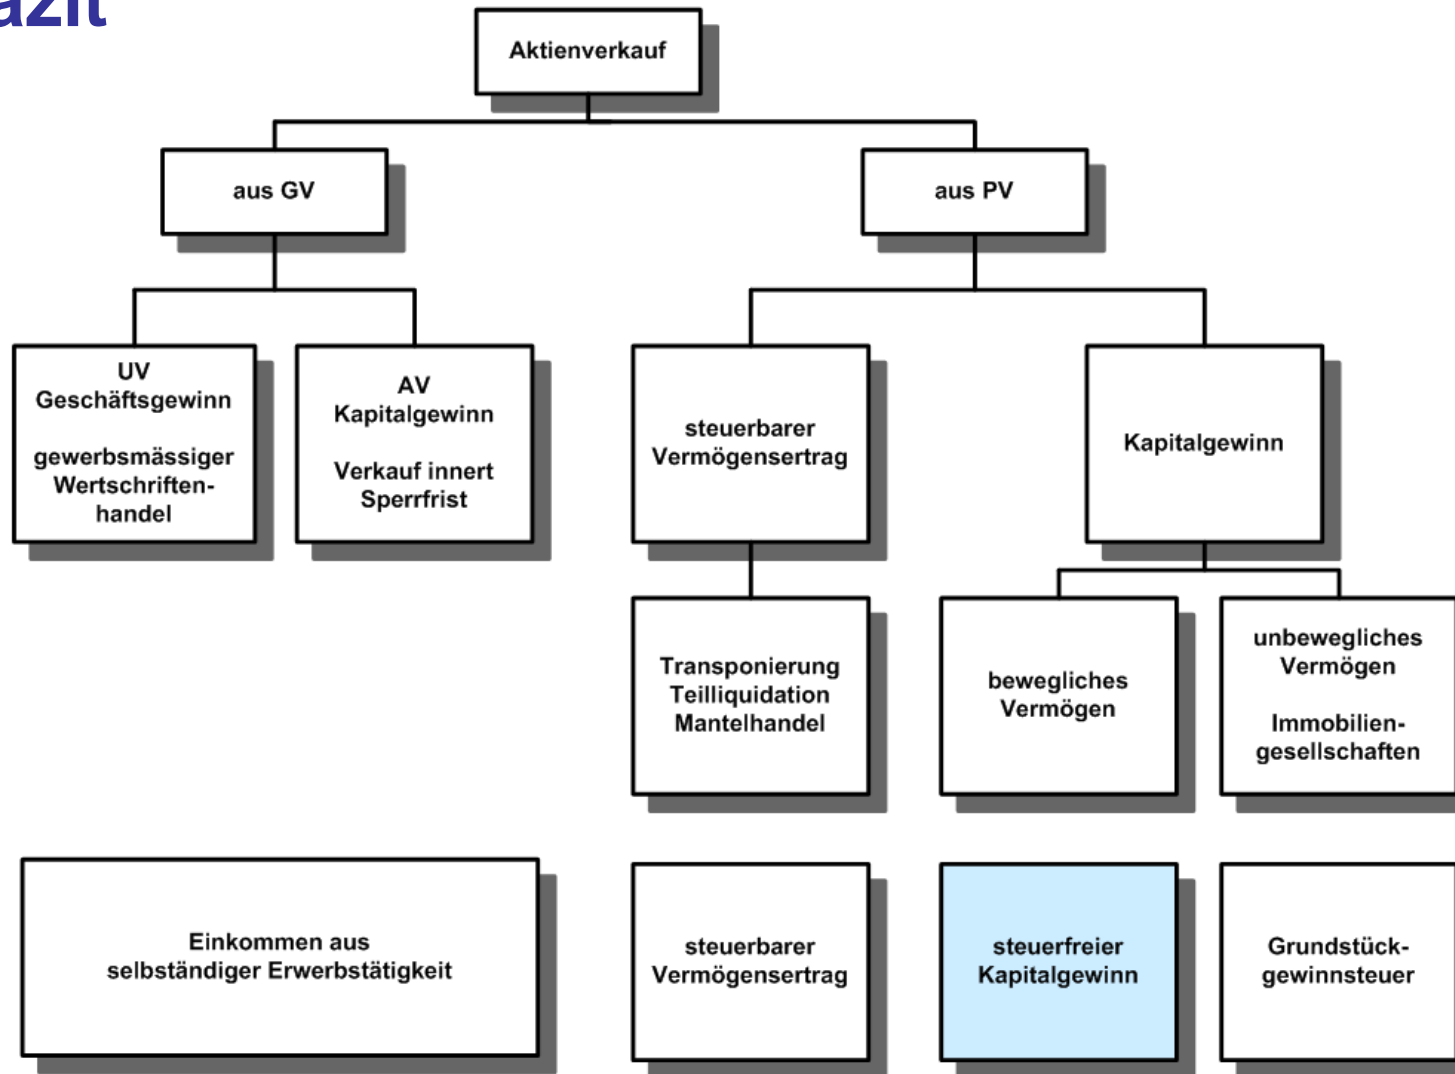 azit
Aktienverkauf
aus GV
aus PV
UV
Geschäftsgewinn
gewerbsmässiger
Wertschriften-
handel
AV
Kapitalgewinn
Verkauf innert
Sperrfrist
steuerbarer
Vermögensertrag
Kapitalgewinn
Transponierung
Teilliquidation
Mantelhandel
bewegliches
Vermögen
unbewegliches
Vermögen
Immobilien-
gesellschaften
Einkommen aus
selbständiger Erwerbstätigkeit
steuerbarer
Vermögensertrag
steuerfreier
Kapitalgewinn
Grundstück-
gewinnsteuer